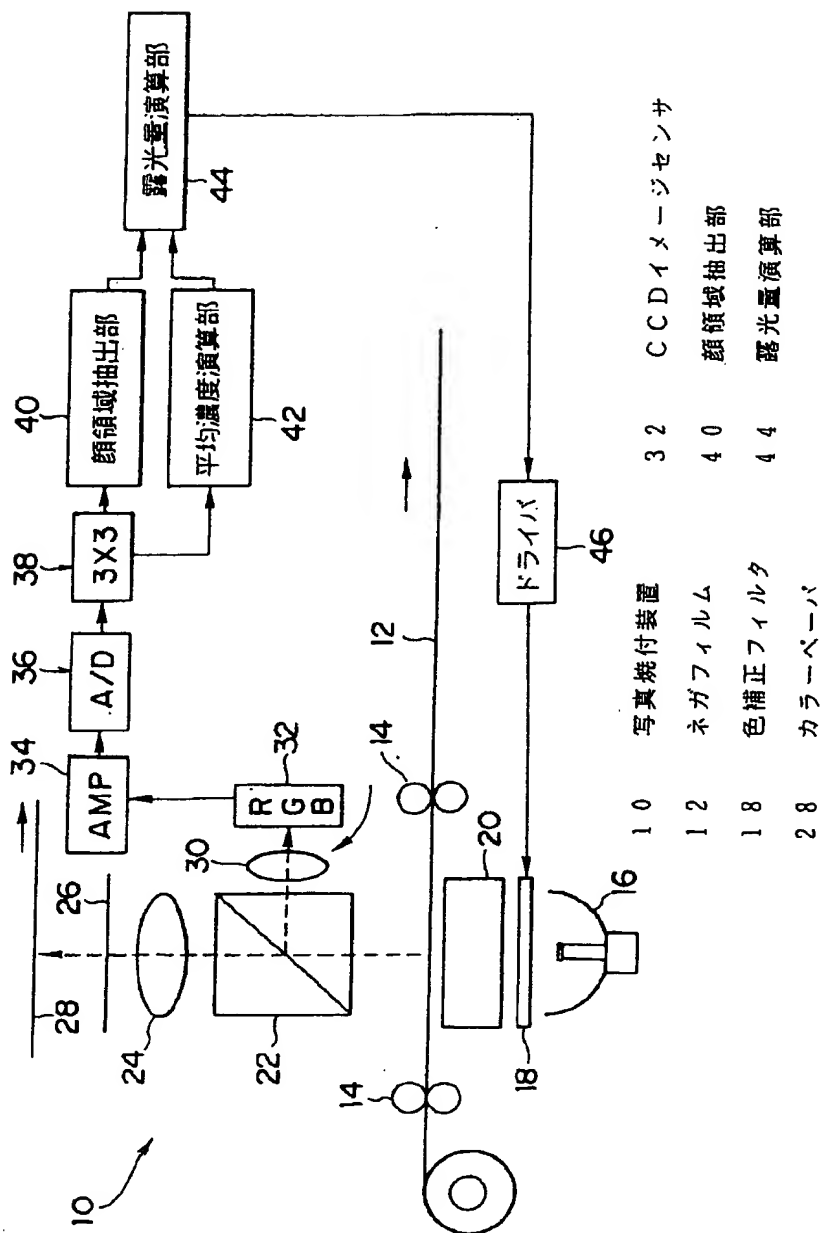 10
28
26
24
22
34
AMP
36
A/D
38
3X3
40
顔領域抽出部
平均濃度演算部
42
露光量演算部
44
30
R G B
32
14
14
12
20
18
16
ドライバ
46
10 写真焼付装置
12 ネガフィルム
18 色補正フィルタ
28 カラーペーパ
32 CCDイメージセンサ
40 顔領域抽出部
44 露光量演算部